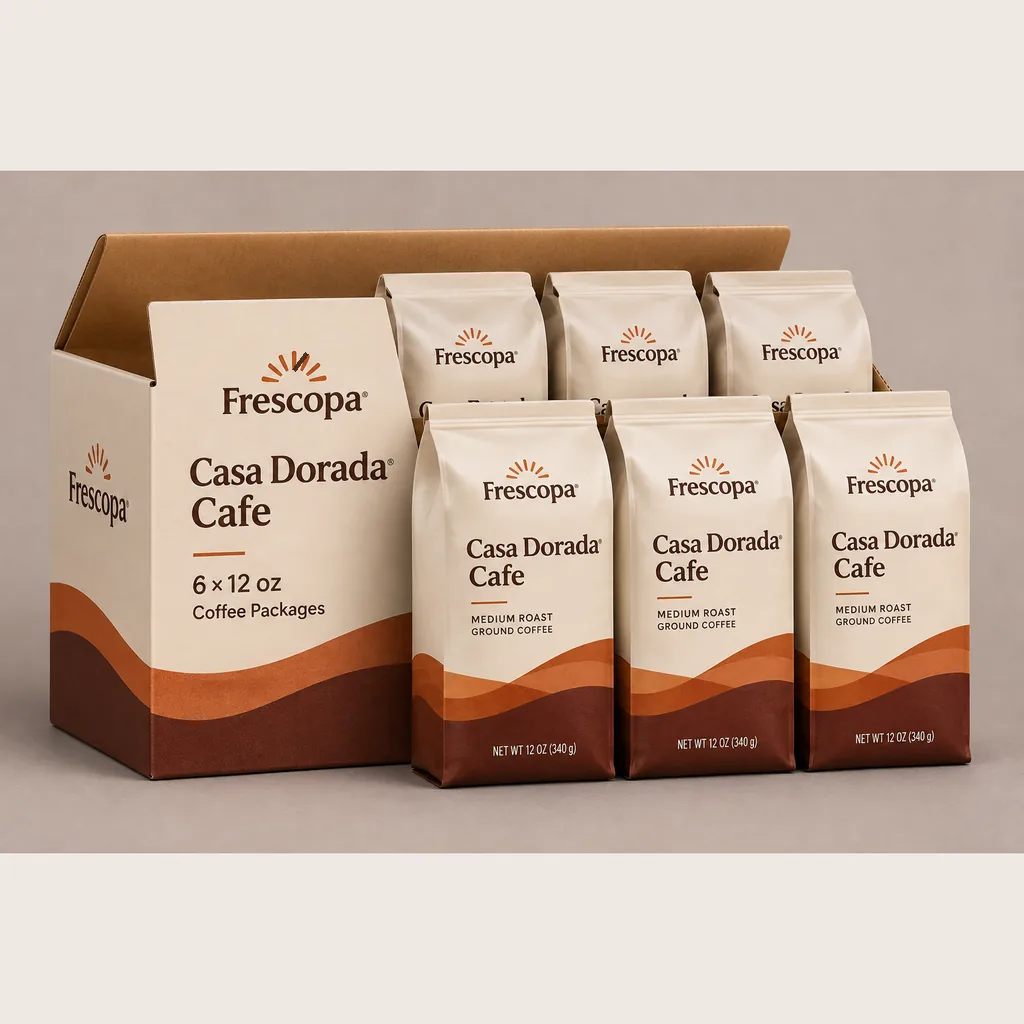 Frescopa®
Casa Dorada®
Cafe
6 × 12 oz
Coffee Packages
Frescopa®
Frescopa®
Frescopa®
Frescopa®
Frescopa®
Casa Dorada®
Cafe
MEDIUM ROAST
GROUND COFFEE
NET WT 12 OZ (340 g)
Frescopa®
Casa Dorada®
Cafe
MEDIUM ROAST
GROUND COFFEE
NET WT 12 OZ (340 g)
Frescopa®
Casa Dorada®
Cafe
MEDIUM ROAST
GROUND COFFEE
NET WT 12 OZ (340 g)